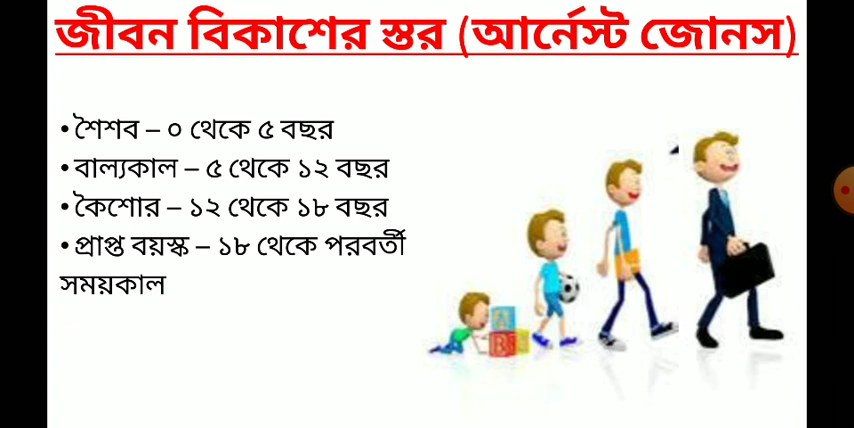 জীবন বিকাশের স্তর (আর্নেস্ট জোনস)
• শৈশব – ০ থেকে ৫ বছর
• বাল্যকাল – ৫ থেকে ১২ বছর
• কৈশোর – ১২ থেকে ১৮ বছর
• প্রাপ্ত বয়স্ক – ১৮ থেকে পরবর্তী
সময়কাল
A
B